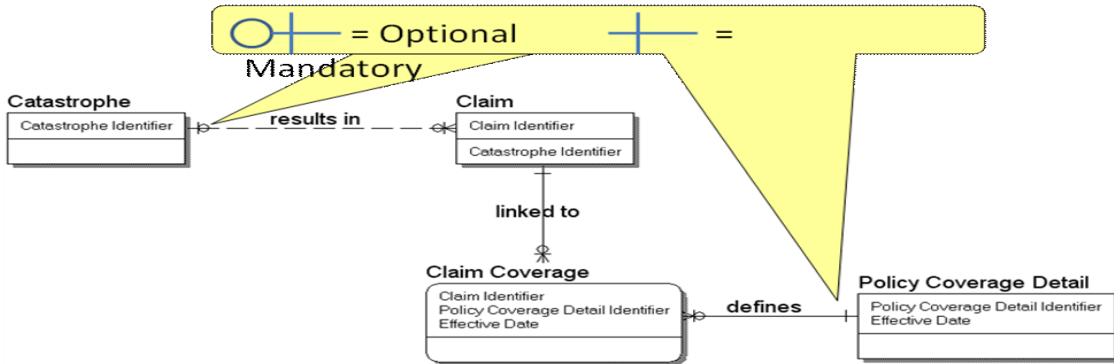 = Optional =
Mandatory
Catastrophe
Catastrophe Identifier
results in
Claim
Claim Identifier
Catastrophe Identifier
linked to
Claim Coverage
Claim Identifier
Policy Coverage Detail Identifier
Effective Date
defines
Policy Coverage Detail
Policy Coverage Detail Identifier
Effective Date